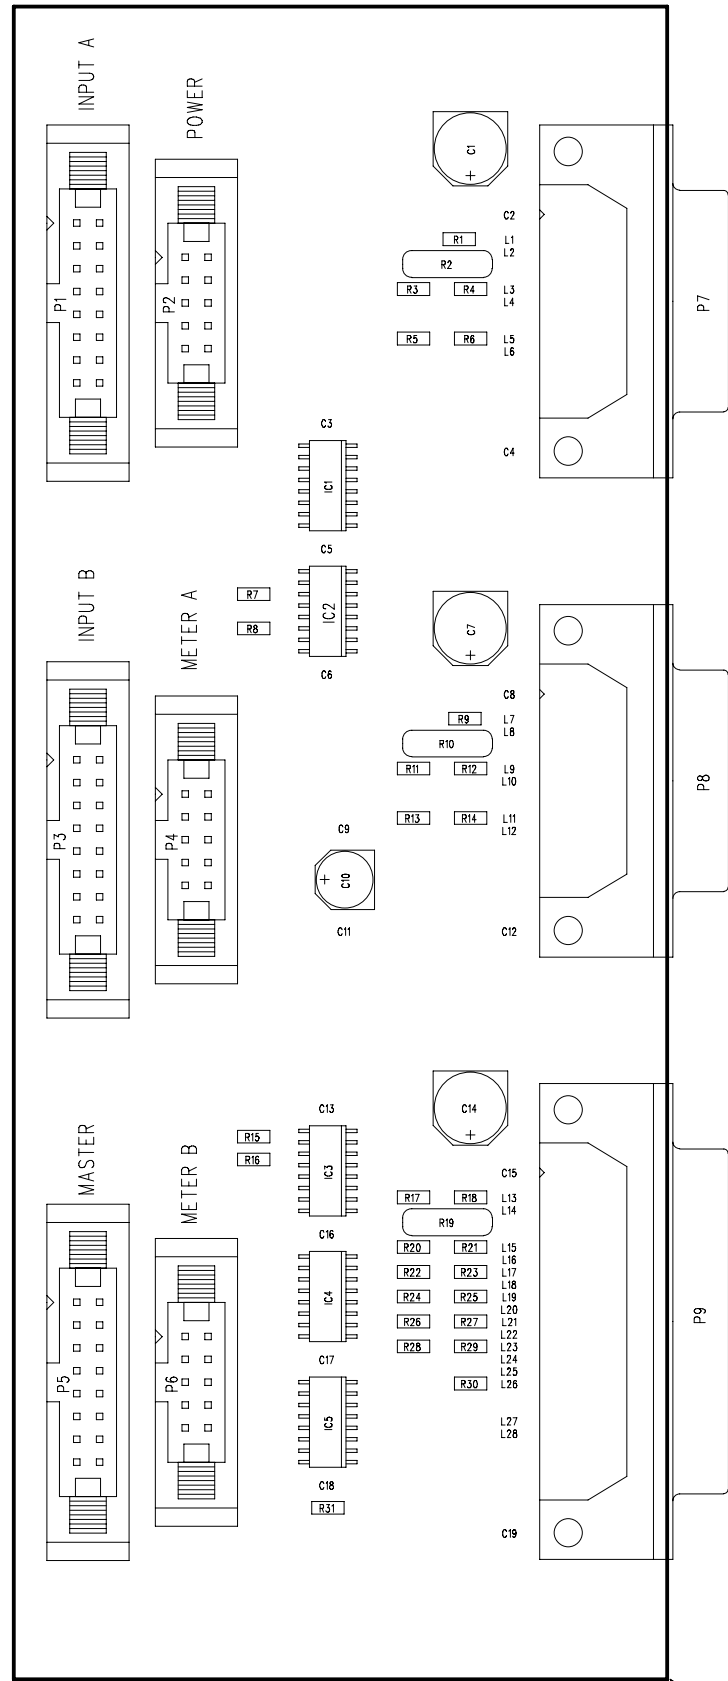 INPUT A
POWER
C1
C2
R1
L1
L2
R2
P1
P2
R3
R4
L3
L4
P7
R5
R6
L5
L6
C3
C4
IC1
C5
INPUT B
METER A
R7
R8
IC2
C7
C6
C8
R9
L7
L8
R10
R11
R12
L9
L10
P8
P3
P4
R13
R14
L11
L12
C9
C10
C11
C12
MASTER
METER B
C13
C14
R15
R16
IC3
C15
R17
R18
L13
L14
R19
C16
R20
R21
L15
L16
R22
R23
L17
L18
IC4
R24
R25
L19
L20
R26
R27
L21
L22
P9
R28
R29
L23
L24
C17
L25
R30
L26
P5
P6
IC5
L27
L28
C18
R31
C19